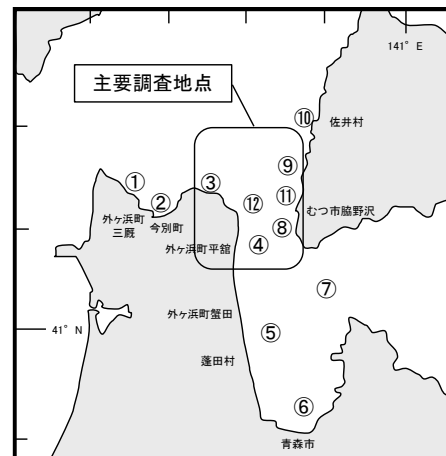 141° E
主要調査地点
⑩
佐井村
⑨
① ③
② ⑫ ⑪
外ヶ浜町
三厩
今別町
むつ市脇野沢
⑧
外ヶ浜町平舘
④
⑦
外ヶ浜町蟹田
41° N
⑤
蓬田村
⑥
青森市